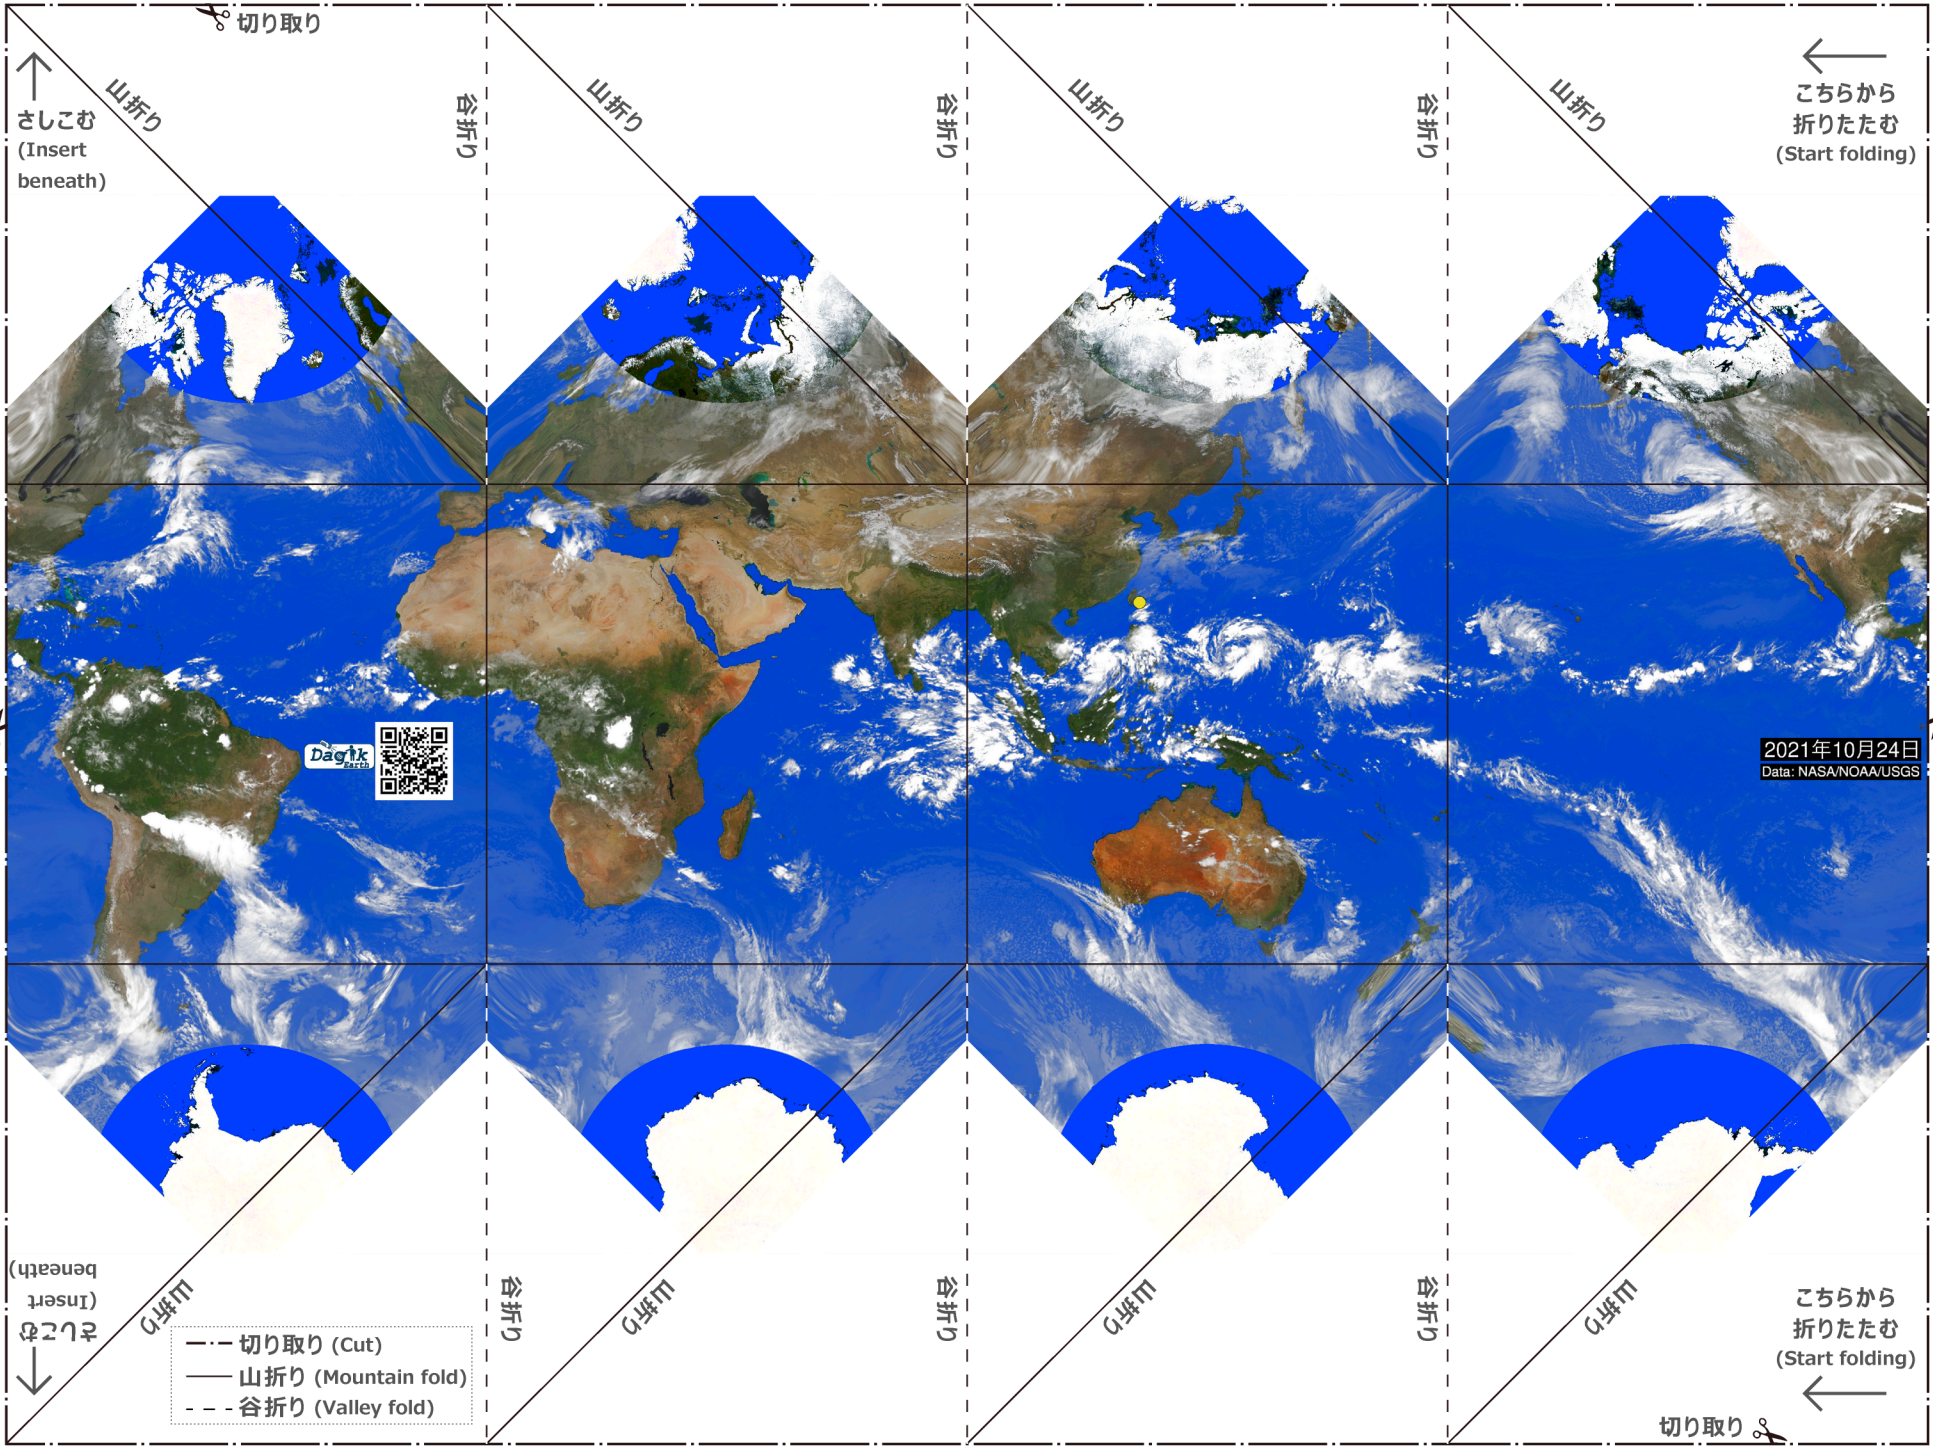 切り取り
山折り
谷折り
山折り
谷折り
山折り
谷折り
山折り
さしこむ
(Insert
beneath)
こちらから
折りたたむ
(Start folding)
Dagik
Earth
2021年10月24日
Data: NASA/NOAA/USGS
さしこむ
(Insert
beneath)
山折り
谷折り
山折り
谷折り
山折り
谷折り
山折り
切り取り (Cut)
山折り (Mountain fold)
谷折り (Valley fold)
こちらから
折りたたむ
(Start folding)
切り取り